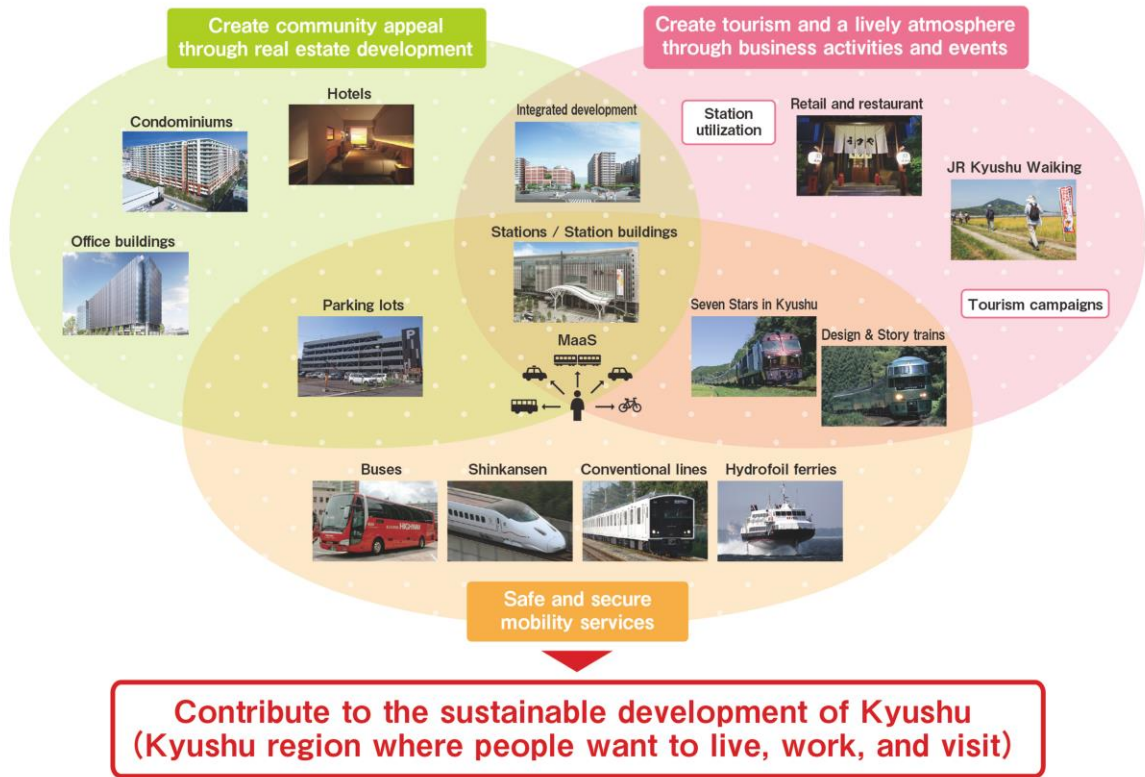 Create community appeal
through real estate development
Create tourism and a lively atmosphere
through business activities and events
Hotels
Condominiums
Office buildings
Integrated development
Station
utilization
Retail and restaurant
JR Kyushu Waiking
Stations / Station buildings
Parking lots
P
MaaS
Seven Stars in Kyushu
Design & Story trains
Tourism campaigns
Buses
HIGHWAY
Shinkansen
Conventional lines
Hydrofoil ferries
Safe and secure
mobility services
Contribute to the sustainable development of Kyushu
(Kyushu region where people want to live, work, and visit)